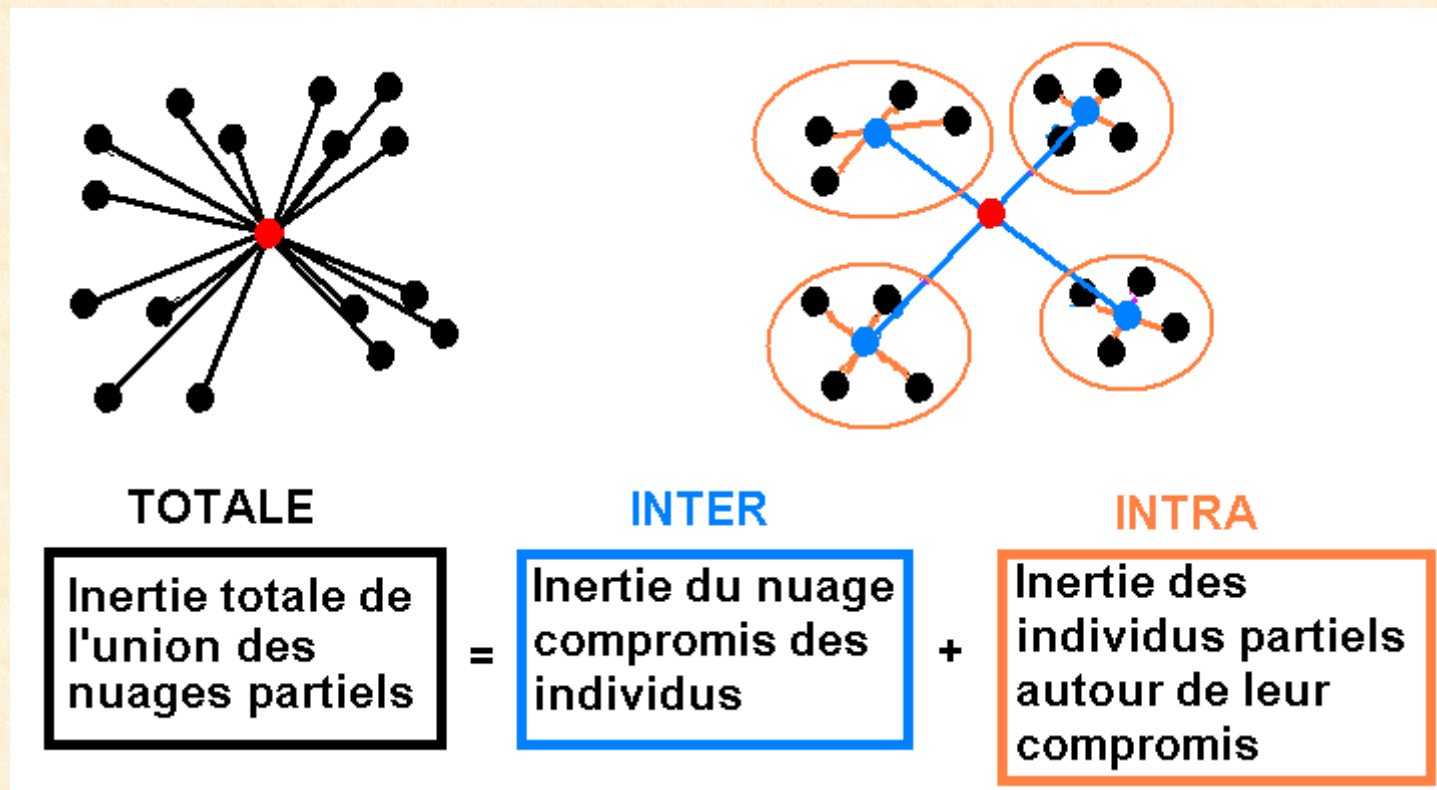 TOTALE
INTER
INTRA
Inertie totale de
l'union des
nuages partiels
=
Inertie du nuage
compromis des
individus
+
Inertie des
individus partiels
autour de leur
compromis